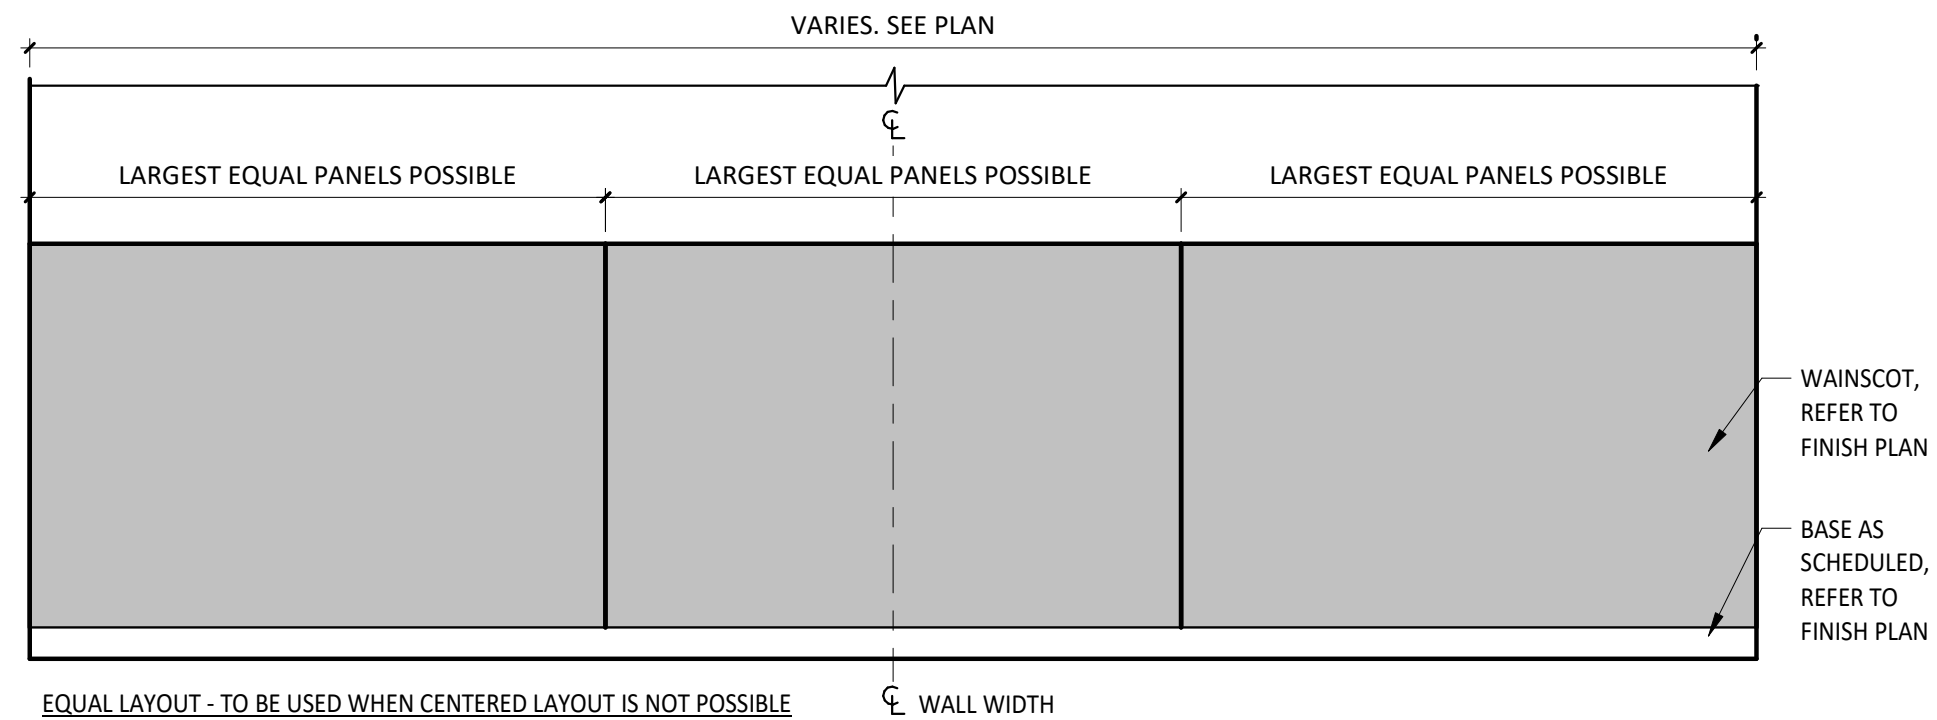 VARIES. SEE PLAN
℄
LARGEST EQUAL PANELS POSSIBLE
LARGEST EQUAL PANELS POSSIBLE
LARGEST EQUAL PANELS POSSIBLE
WAINSCOT,
REFER TO
FINISH PLAN
BASE AS
SCHEDULED,
REFER TO
FINISH PLAN
EQUAL LAYOUT - TO BE USED WHEN CENTERED LAYOUT IS NOT POSSIBLE
℄ WALL WIDTH